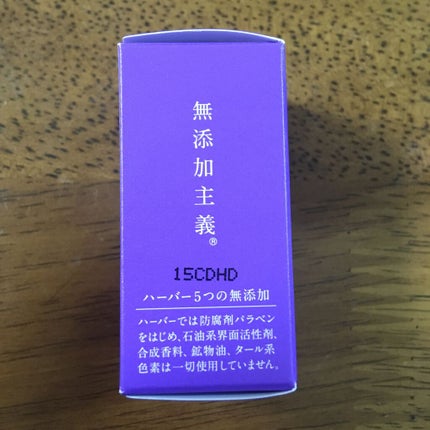 無添加主義®
15CDHD
ハーバー5つの無添加
ハーバーでは防腐剤パラベン
をはじめ、石油系界面活性剤、
合成香料、鉱物油、タール系
色素は一切使用していません。